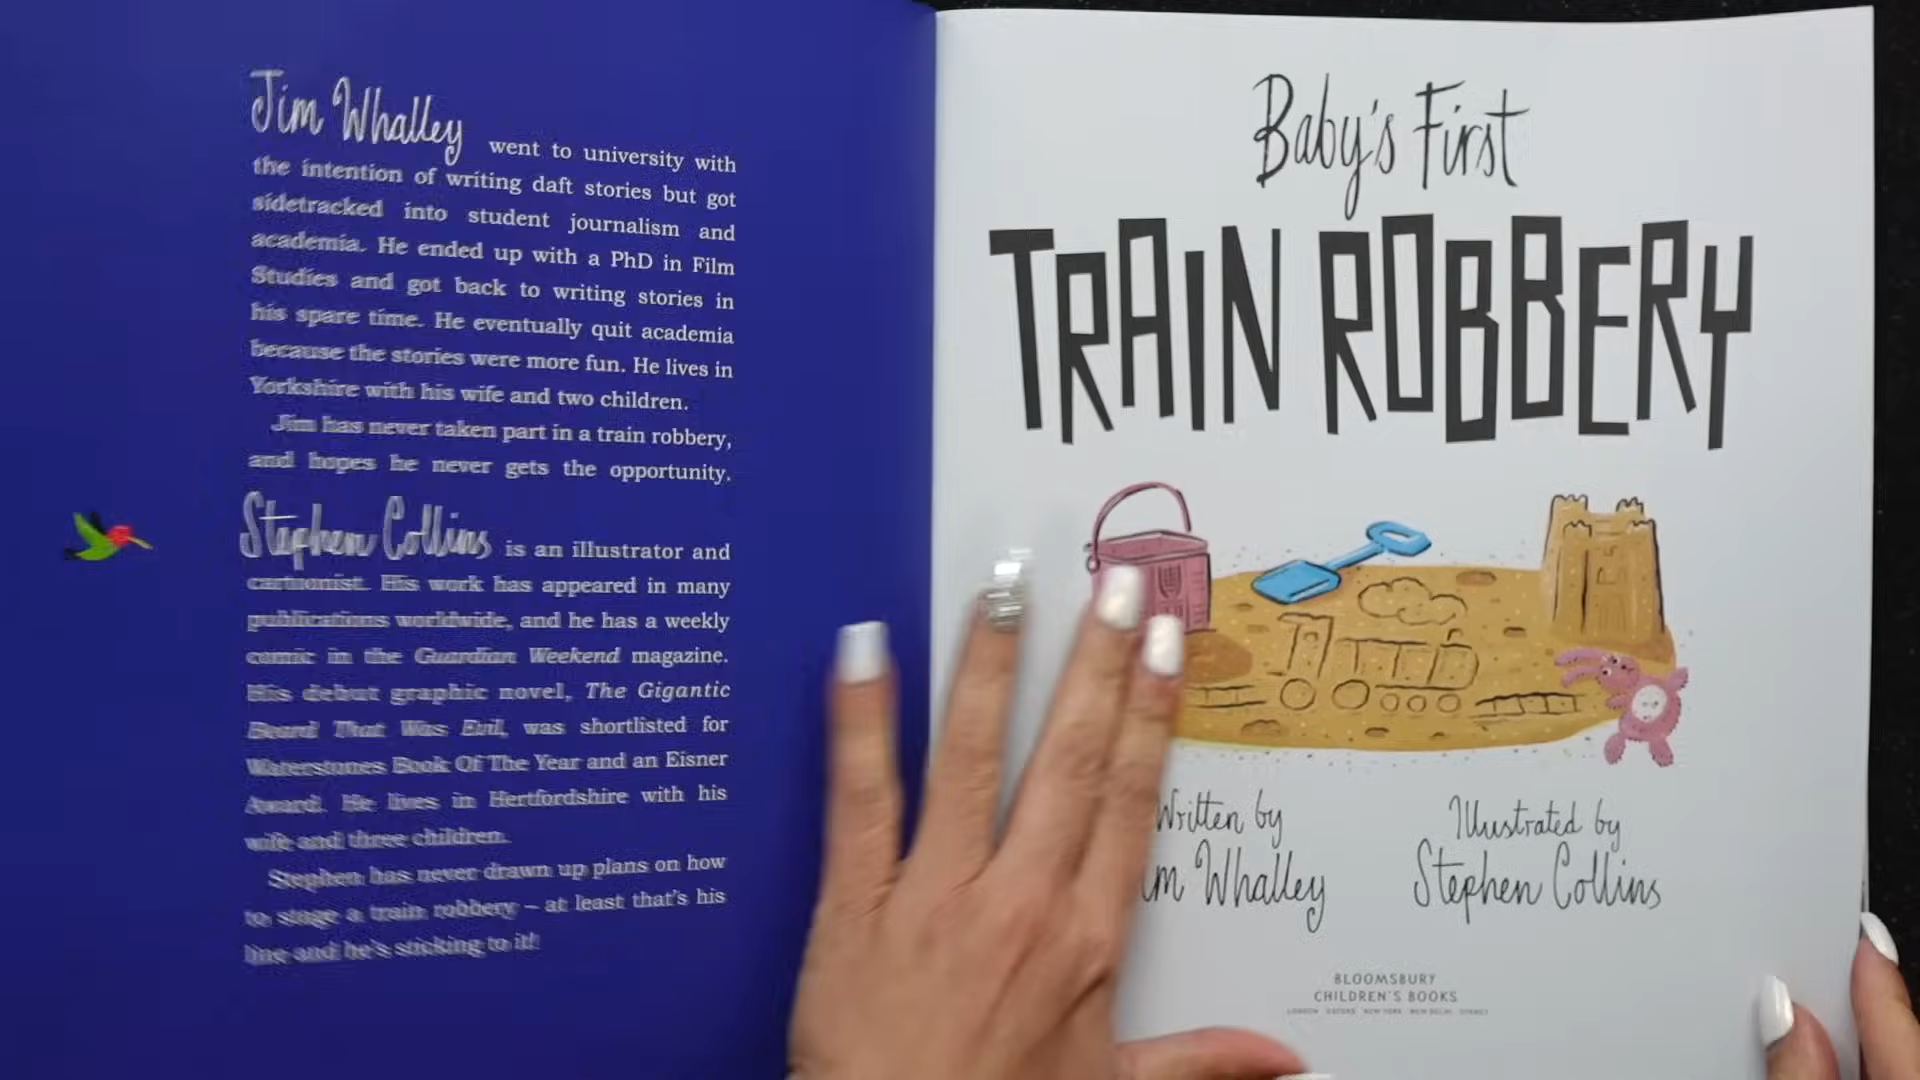 Jim Whalley went to university with
the intention of writing daft stories but got
sidetracked into student journalism and
academia. He ended up with a PhD in Film
Studies and got back to writing stories in
his spare time. He eventually quit academia
because the stories were more fun. He lives in
Yorkshire with his wife and two children.
Jim has never taken part in a train robbery,
and hopes he never gets the opportunity.
Stephen Collins is an illustrator and
cartoonist. His work has appeared in many
publications worldwide, and he has a weekly
comic in the Guardian Weekend magazine.
His debut graphic novel, The Gigantic
Beard That Was Evil, was shortlisted for
Waterstones Book Of The Year and an Eisner
Award. He lives in Hertfordshire with his
wife and three children.
Stephen has never drawn up plans on how
to stage a train robbery – at least that's his
line and he's sticking to it!
Baby's First
TRAIN ROBBERY
Written by
im Whalley
Illustrated by
Stephen Collins
BLOOMSBURY
CHILDREN'S BOOKS
LONDON OXFORD NEW YORK NEW DELHI SYDNEY